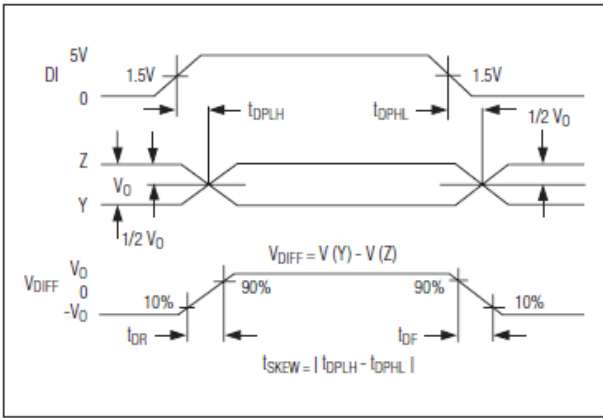 5V
DI
1.5V
1.5V
0
tDPLH
tDPHL
1/2 VO
Z
VO
Y
1/2 VO
VDIFF = V (Y) - V (Z)
VO
VDIFF
0
-VO
10%
90%
90%
10%
tDR
tDF
tSKEW = | tDPLH - tDPHL |